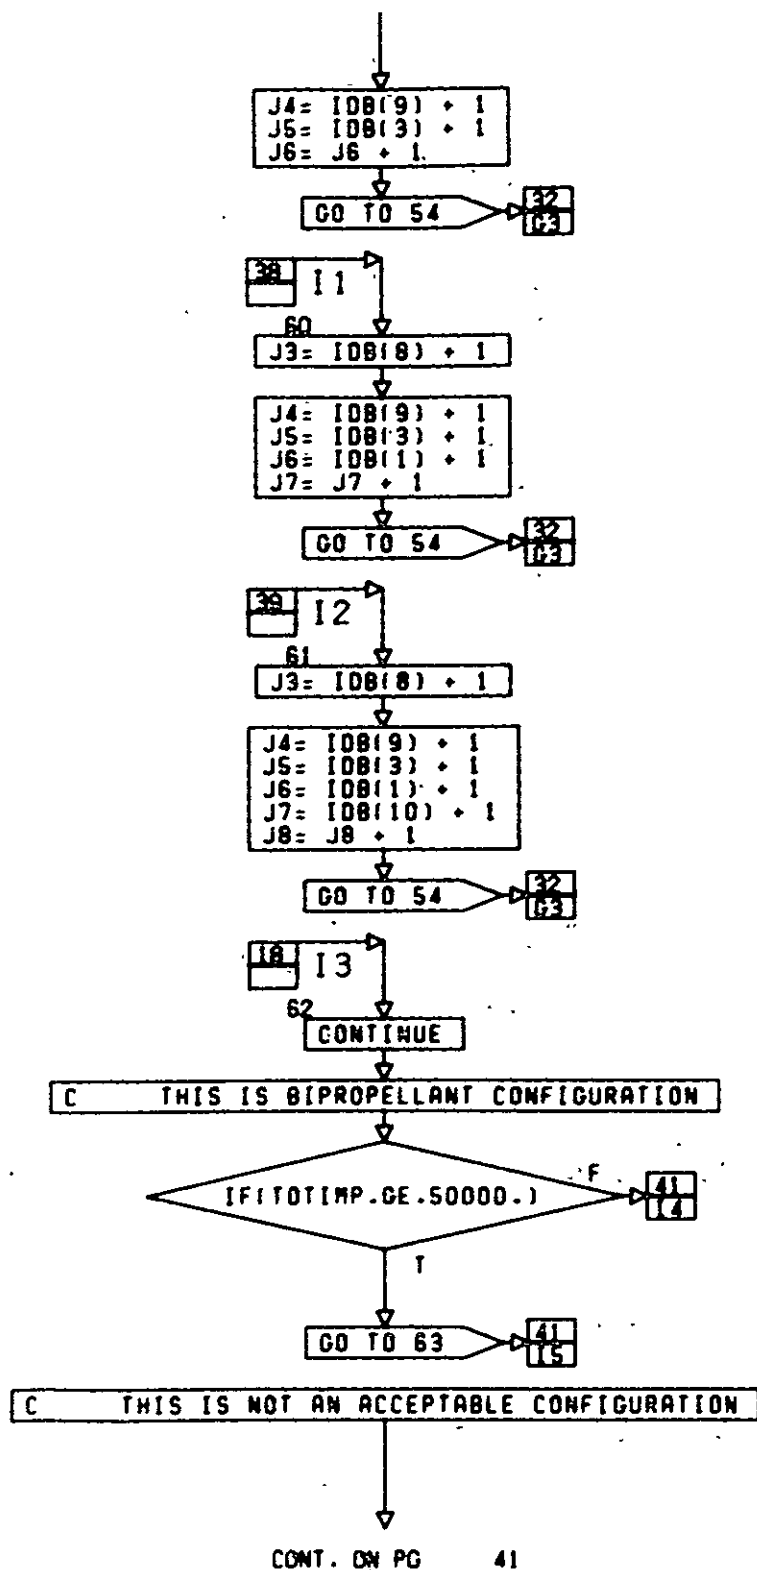 J4= IDB(9) + 1
J5= IDB(3) + 1
J6= J6 + 1
GO TO 54
32
G3
38
I1
60
J3= IDB(8) + 1
J4= IDB(9) + 1
J5= IDB(3) + 1
J6= IDB(1) + 1
J7= J7 + 1
GO TO 54
32
G3
39
I2
61
J3= IDB(8) + 1
J4= IDB(9) + 1
J5= IDB(3) + 1
J6= IDB(1) + 1
J7= IDB(10) + 1
J8= J8 + 1
GO TO 54
32
G3
18
I3
62
CONTINUE
C THIS IS BIPROPELLANT CONFIGURATION
IF(TOTIMP.GE.50000.)
F
41
I4
T
GO TO 63
41
I5
C THIS IS NOT AN ACCEPTABLE CONFIGURATION
CONT. ON PG 41